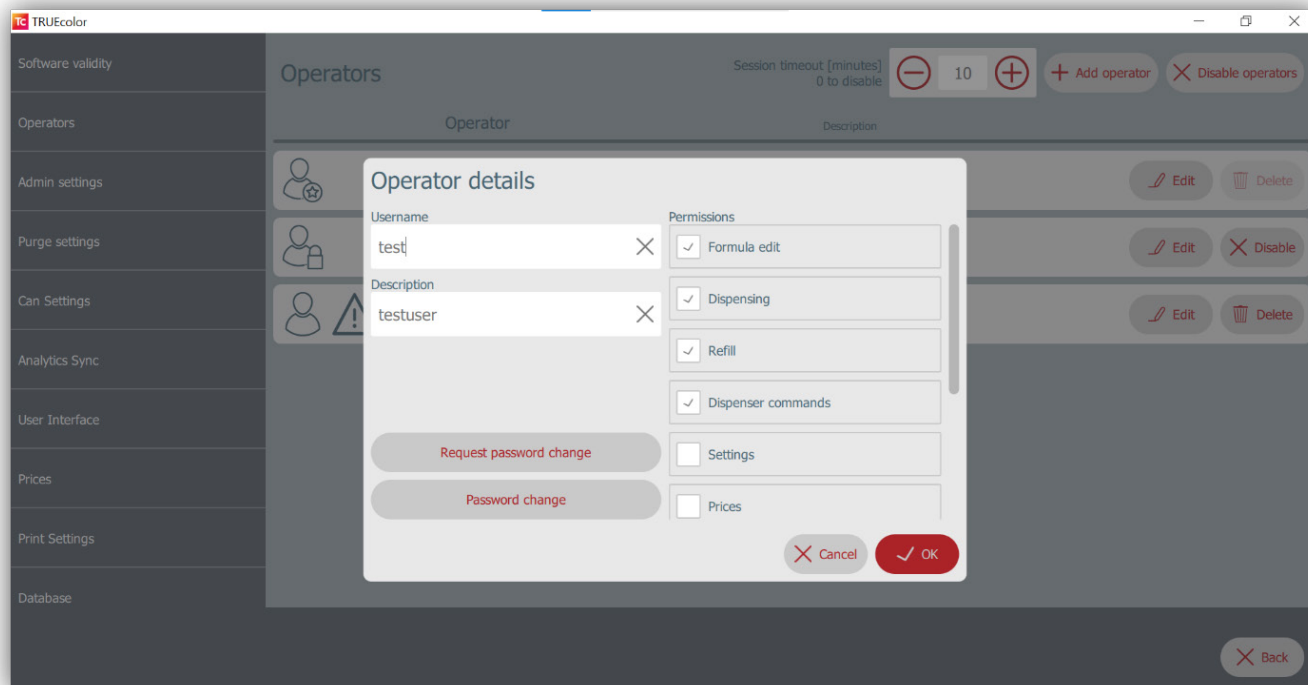 TC TRUEcolor
Software validity
Operators
Admin settings
Purge settings
Can Settings
Analytics Sync
User Interface
Prices
Print Settings
Database
Operators
Session timeout [minutes]
0 to disable
10
Add operator
Disable operators
Operator
Description
Edit
Delete
Edit
Disable
Edit
Delete
Operator details
Username
test
Description
testuser
Request password change
Password change
Permissions
Formula edit
Dispensing
Refill
Dispenser commands
Settings
Prices
Cancel
OK
Back